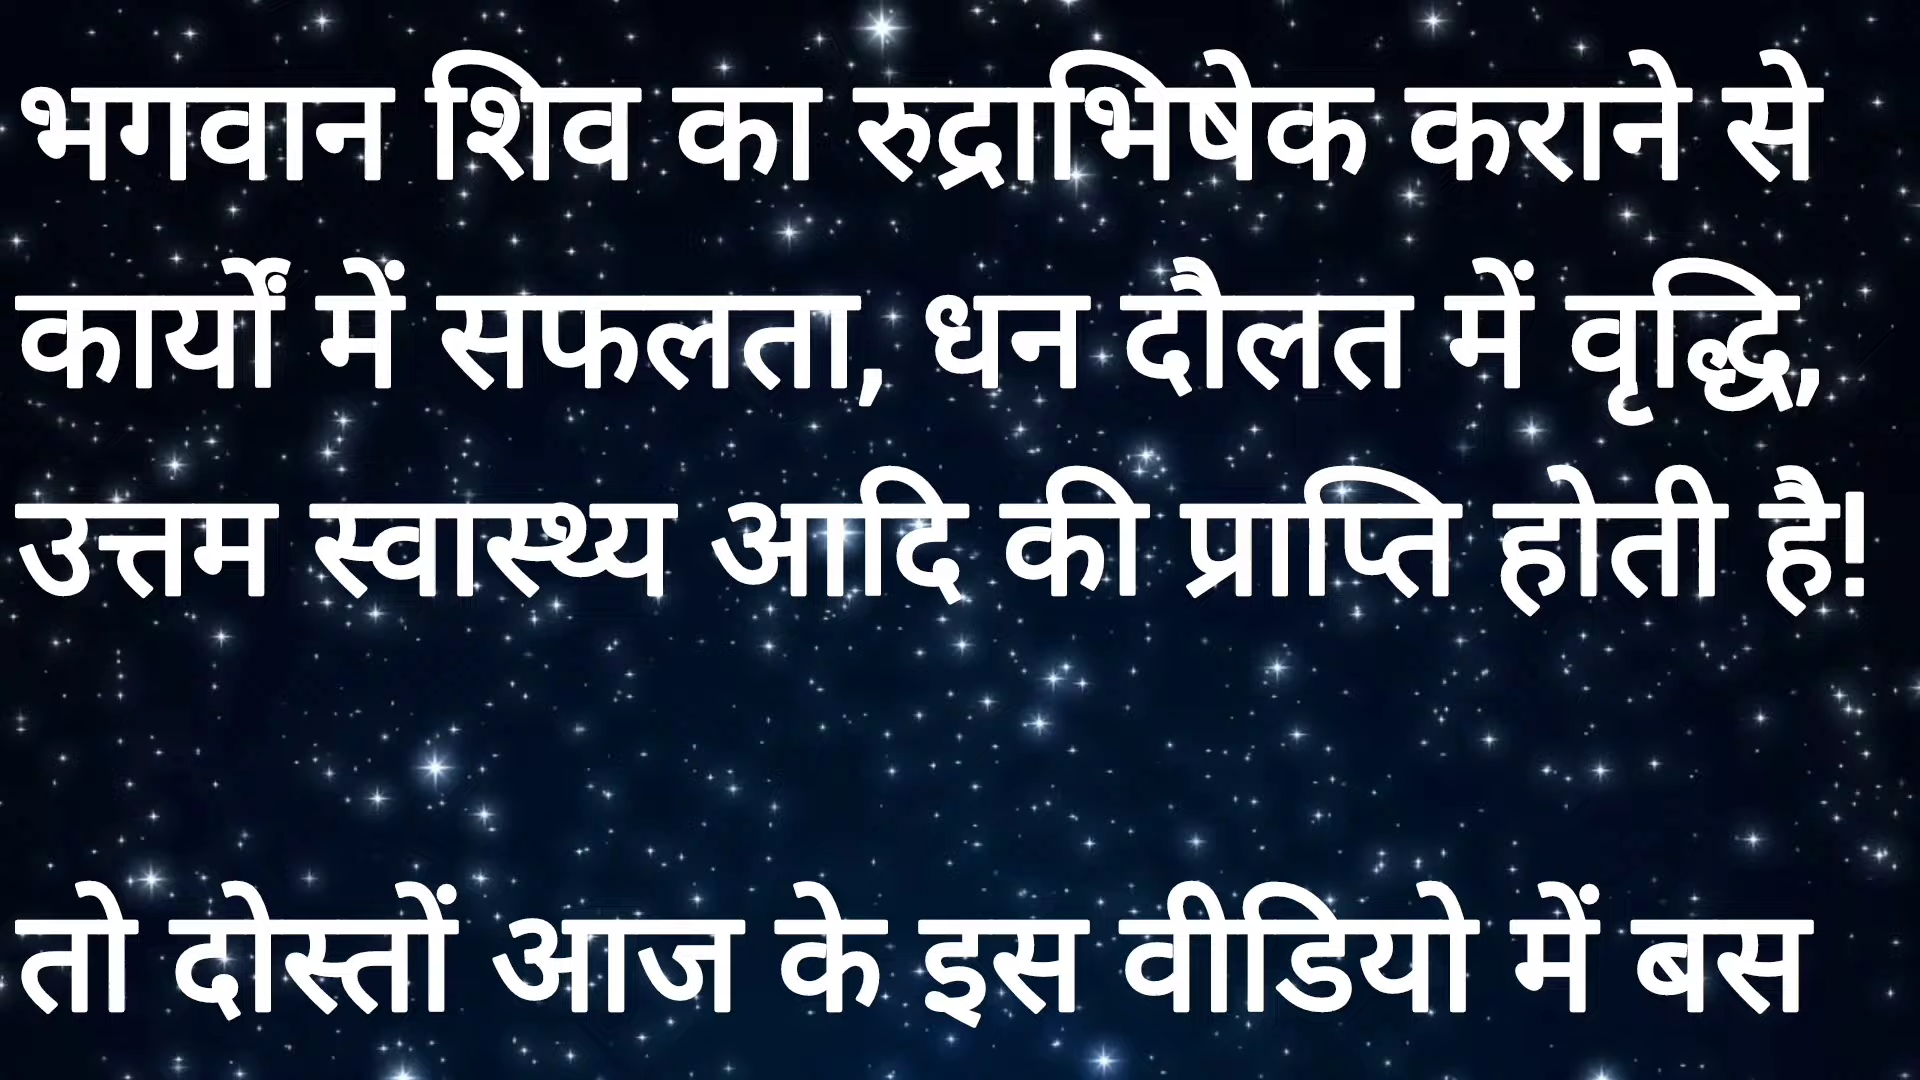 भगवान शिव का रुद्राभिषेक कराने से
कार्यों में सफलता, धन दौलत में वृद्धि,
उत्तम स्वास्थ्य आदि की प्राप्ति होती है!
तो दोस्तों आज के इस वीडियो में बस